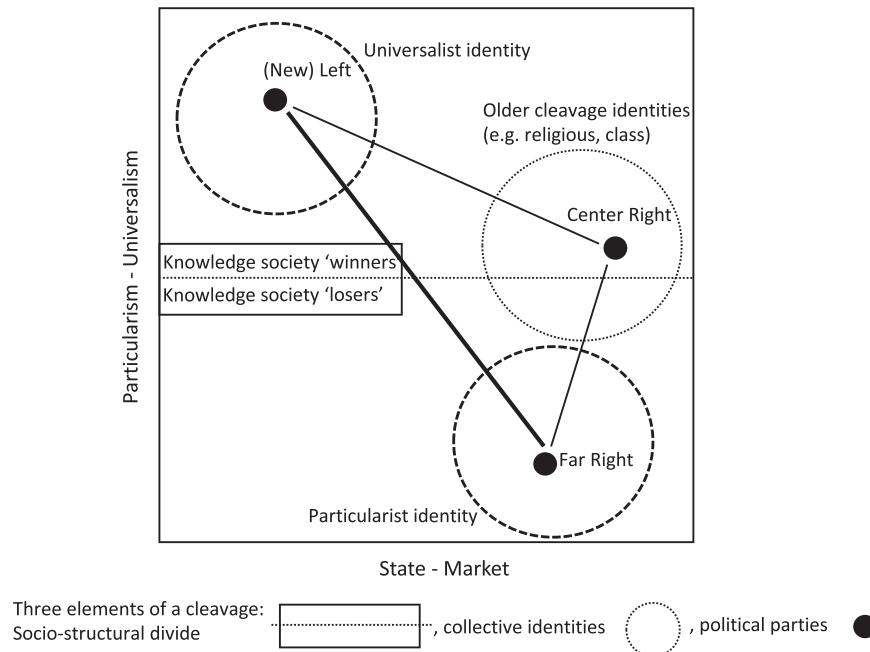 Universalist identity
(New) Left
Older cleavage identities
(e.g. religious, class)
Center Right
Particularism - Universalism
Knowledge society ‘winners
Knowledge society ‘losers’
Far Right
Particularist identity
State - Market
Three elements of a cleavage:
Socio-structural divide , collective identities , political parties